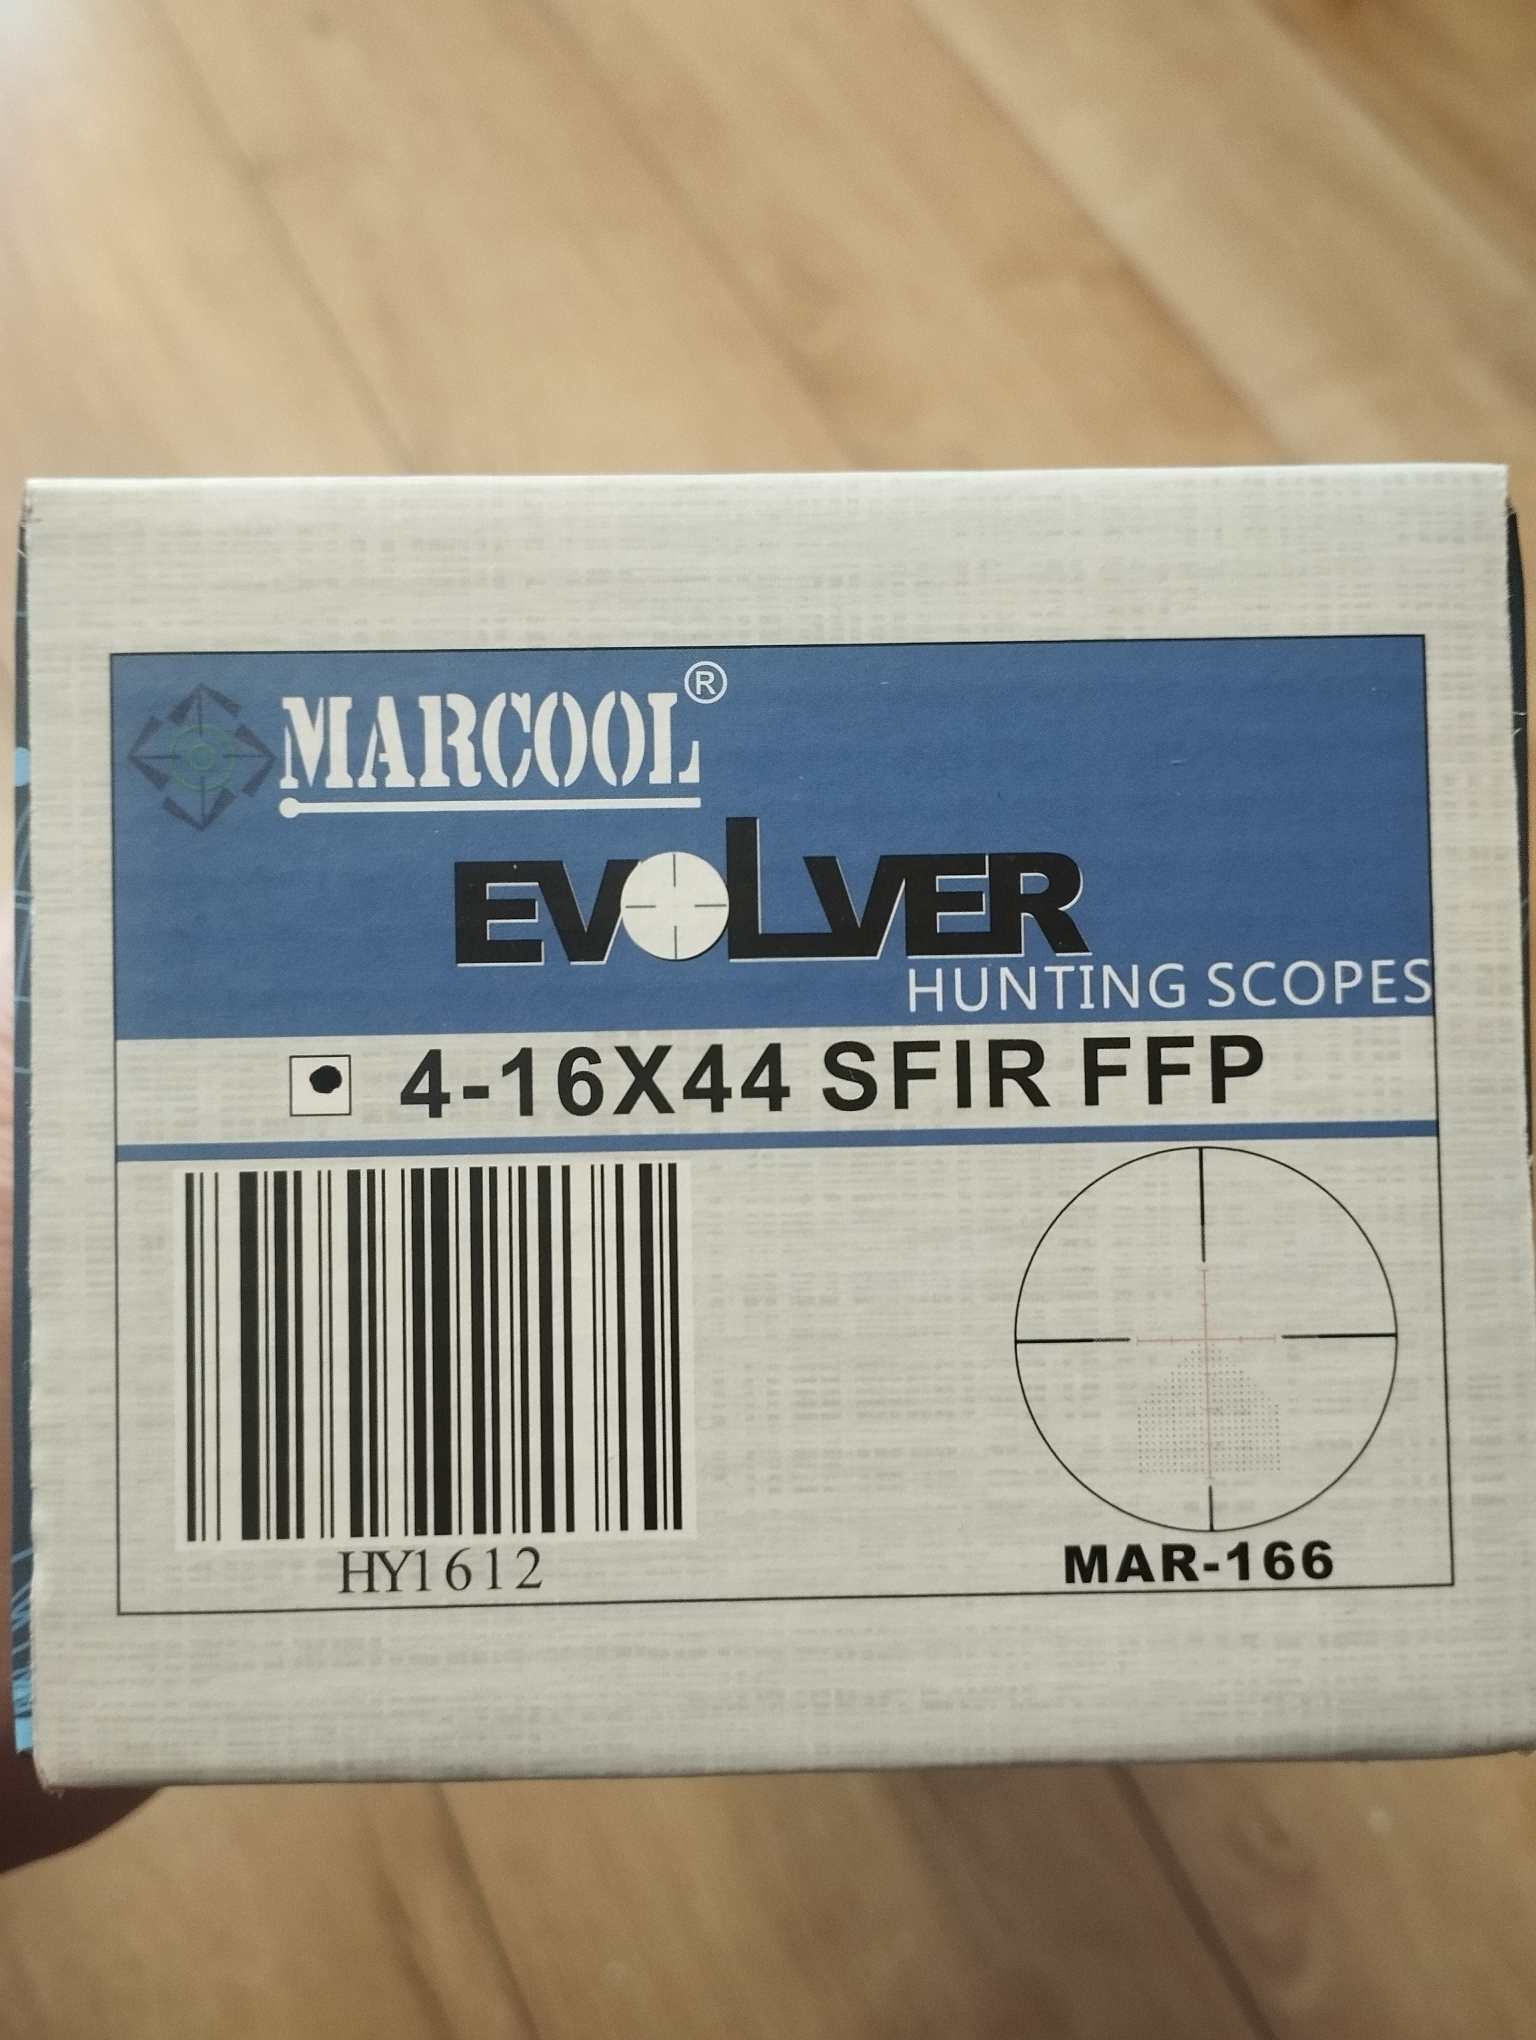 MARCOOL®
EVOLVER
HUNTING SCOPES
4-16X44 SFIR FFP
HY1612
MAR-166